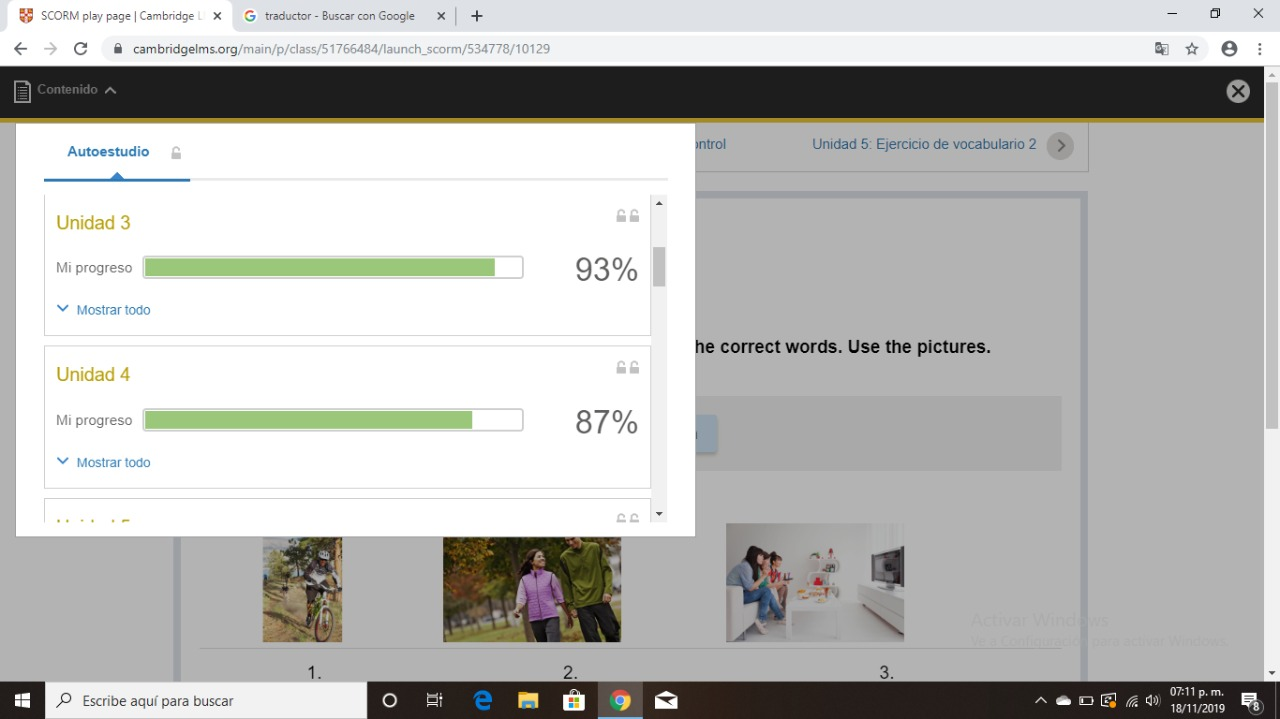 SCORM play page | Cambridge L
traductor - Buscar con Google
cambridgelms.org/main/p/class/51766484/launch_scorm/534778/10129
Contenido
Autoestudio
ntrol
Unidad 5: Ejercicio de vocabulario 2
Unidad 3
Mi progreso
93%
Mostrar todo
he correct words. Use the pictures.
Unidad 4
Mi progreso
87%
Mostrar todo
Activar Windows
Ve a Configuración para activar Windows.
1. 2. 3.
Escribe aquí para buscar
07:11 p. m.
18/11/2019
8